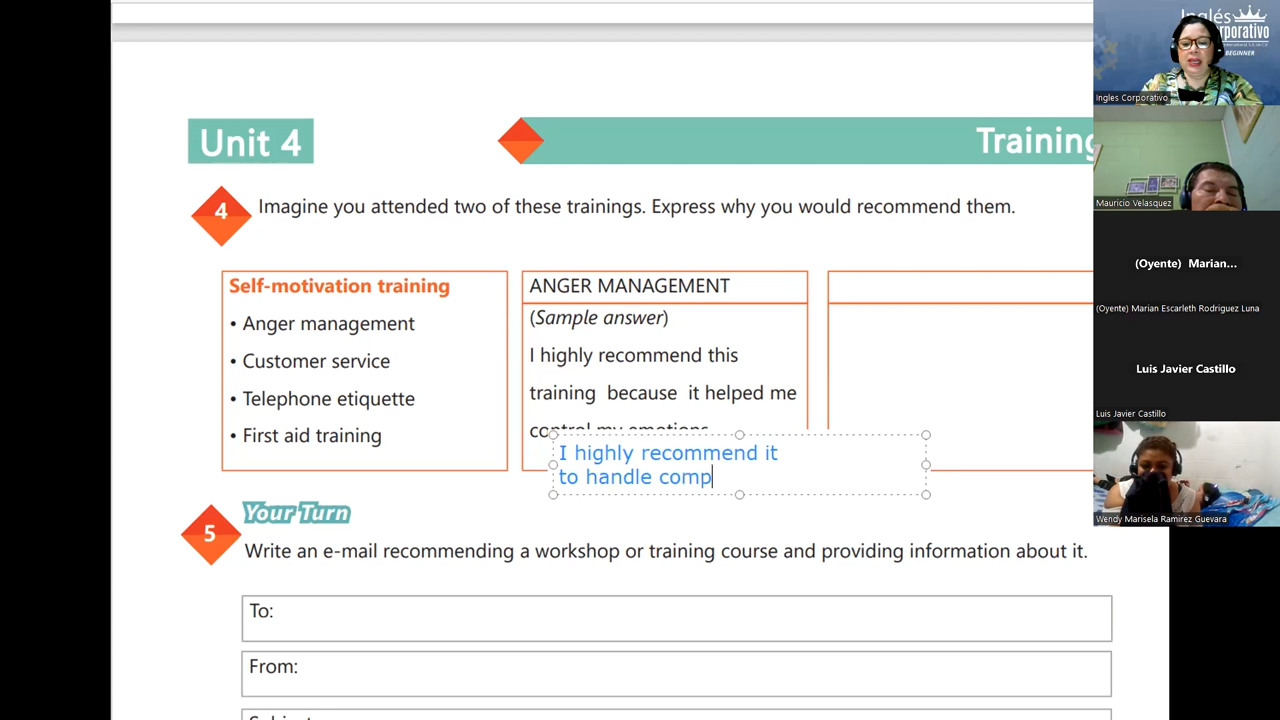 Unit 4
Training
4
Imagine you attended two of these trainings. Express why you would recommend them.
Self-motivation training
• Anger management
• Customer service
• Telephone etiquette
• First aid training
ANGER MANAGEMENT
(Sample answer)
I highly recommend this
training because it helped me
control my emotions
I highly recommend it
to handle comp
5
Your Turn
Write an e-mail recommending a workshop or training course and providing information about it.
To:
From:
Inglés
BEGINNER
Ingles Corporativo
Mauricio Velasquez
(Oyente) Marian...
(Oyente) Marian Escarleth Rodriguez Luna
Luis Javier Castillo
Luis Javier Castillo
Wendy Marisela Ramirez Guevara